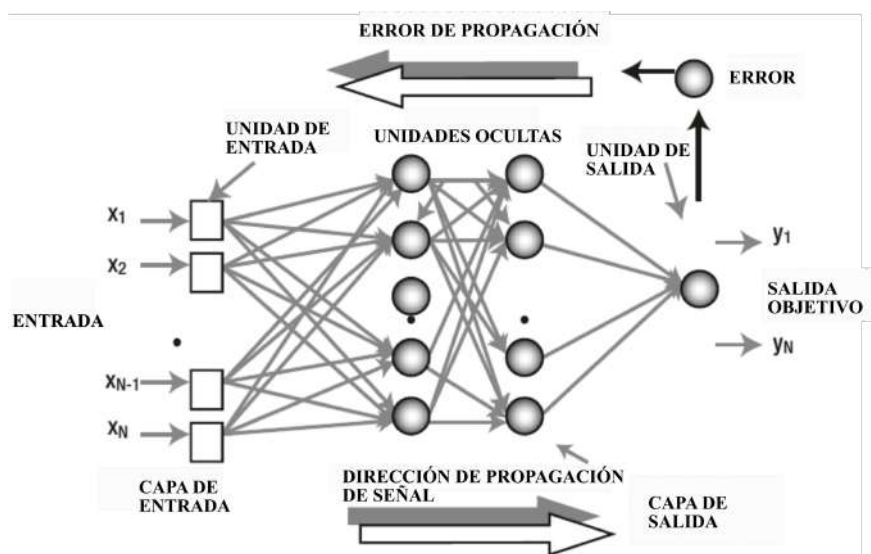 ERROR DE PROPAGACIÓN
ERROR
UNIDAD DE
ENTRADA
UNIDADES OCULTAS
UNIDAD DE
SALIDA
X1
X2
XN-1
XN
ENTRADA
y1
yN
SALIDA
OBJETIVO
CAPA DE
ENTRADA
DIRECCIÓN DE PROPAGACIÓN
DE SEÑAL
CAPA DE
SALIDA